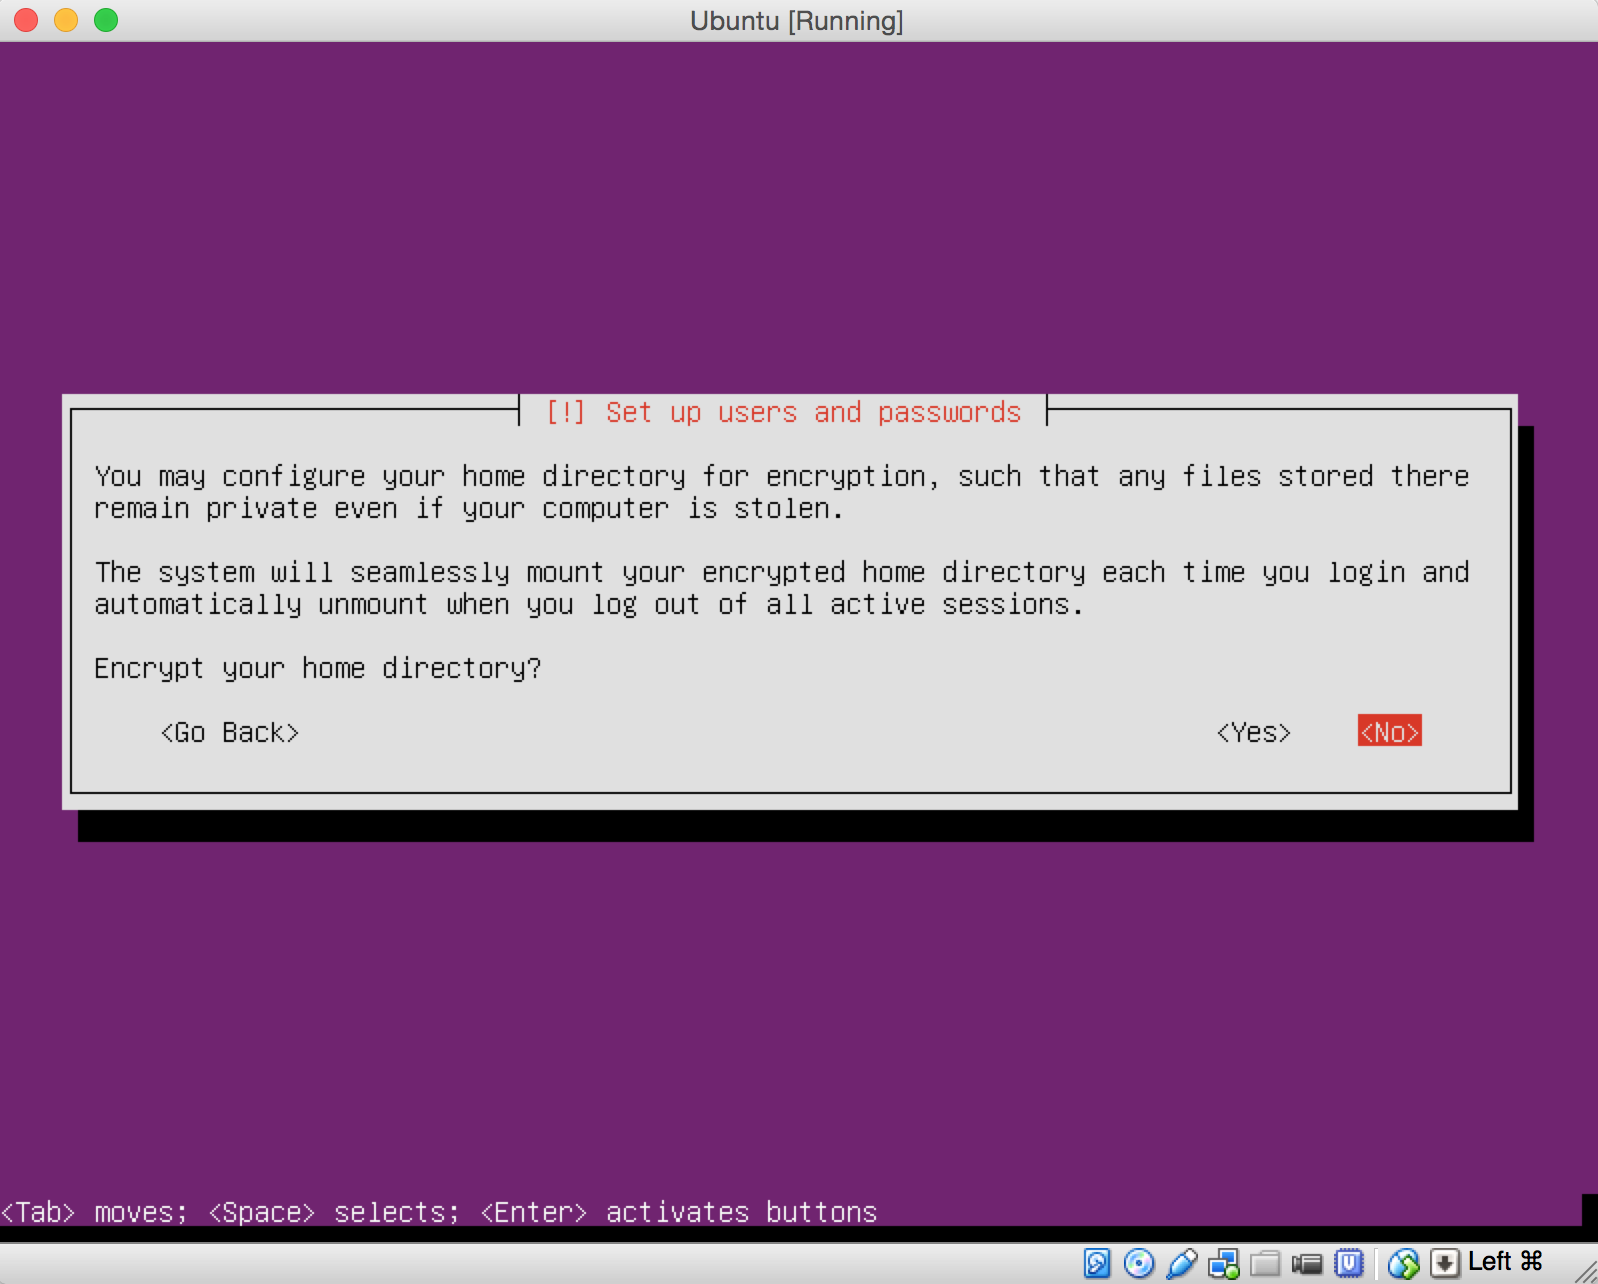 Ubuntu [Running]
[!] Set up users and passwords
You may configure your home directory for encryption, such that any files stored there
remain private even if your computer is stolen.
The system will seamlessly mount your encrypted home directory each time you login and
automatically unmount when you log out of all active sessions.
Encrypt your home directory?
<Go Back> <Yes> <No>
<Tab> moves; <Space> selects; <Enter> activates buttons
Left ⌘